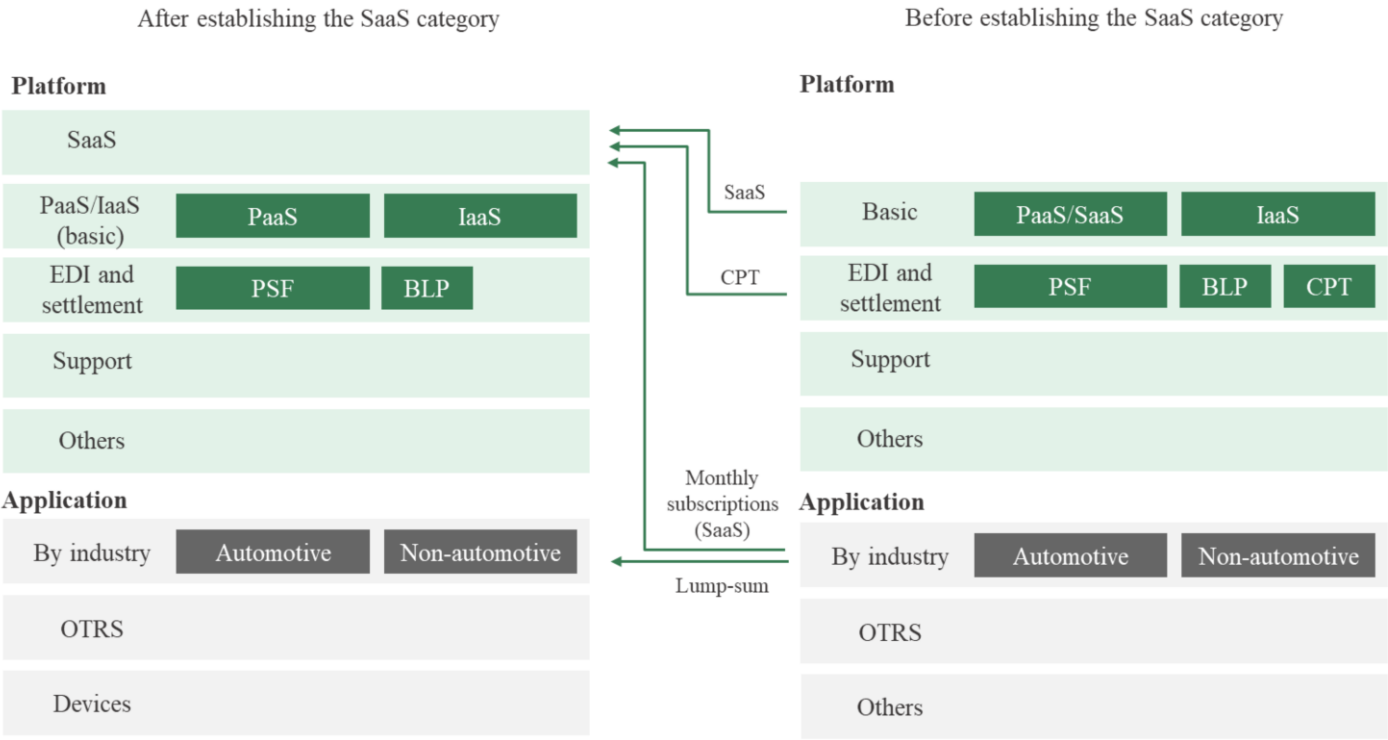 After establishing the SaaS category
Before establishing the SaaS category
Platform
SaaS
PaaS/IaaS
(basic)
PaaS
IaaS
EDI and
settlement
PSF
BLP
Support
Others
Application
By industry
Automotive
Non-automotive
OTRS
Devices
SaaS
CPT
Monthly
subscriptions
(SaaS)
Lump-sum
Platform
Basic
PaaS/SaaS
IaaS
EDI and
settlement
PSF
BLP
CPT
Support
Others
Application
By industry
Automotive
Non-automotive
OTRS
Others